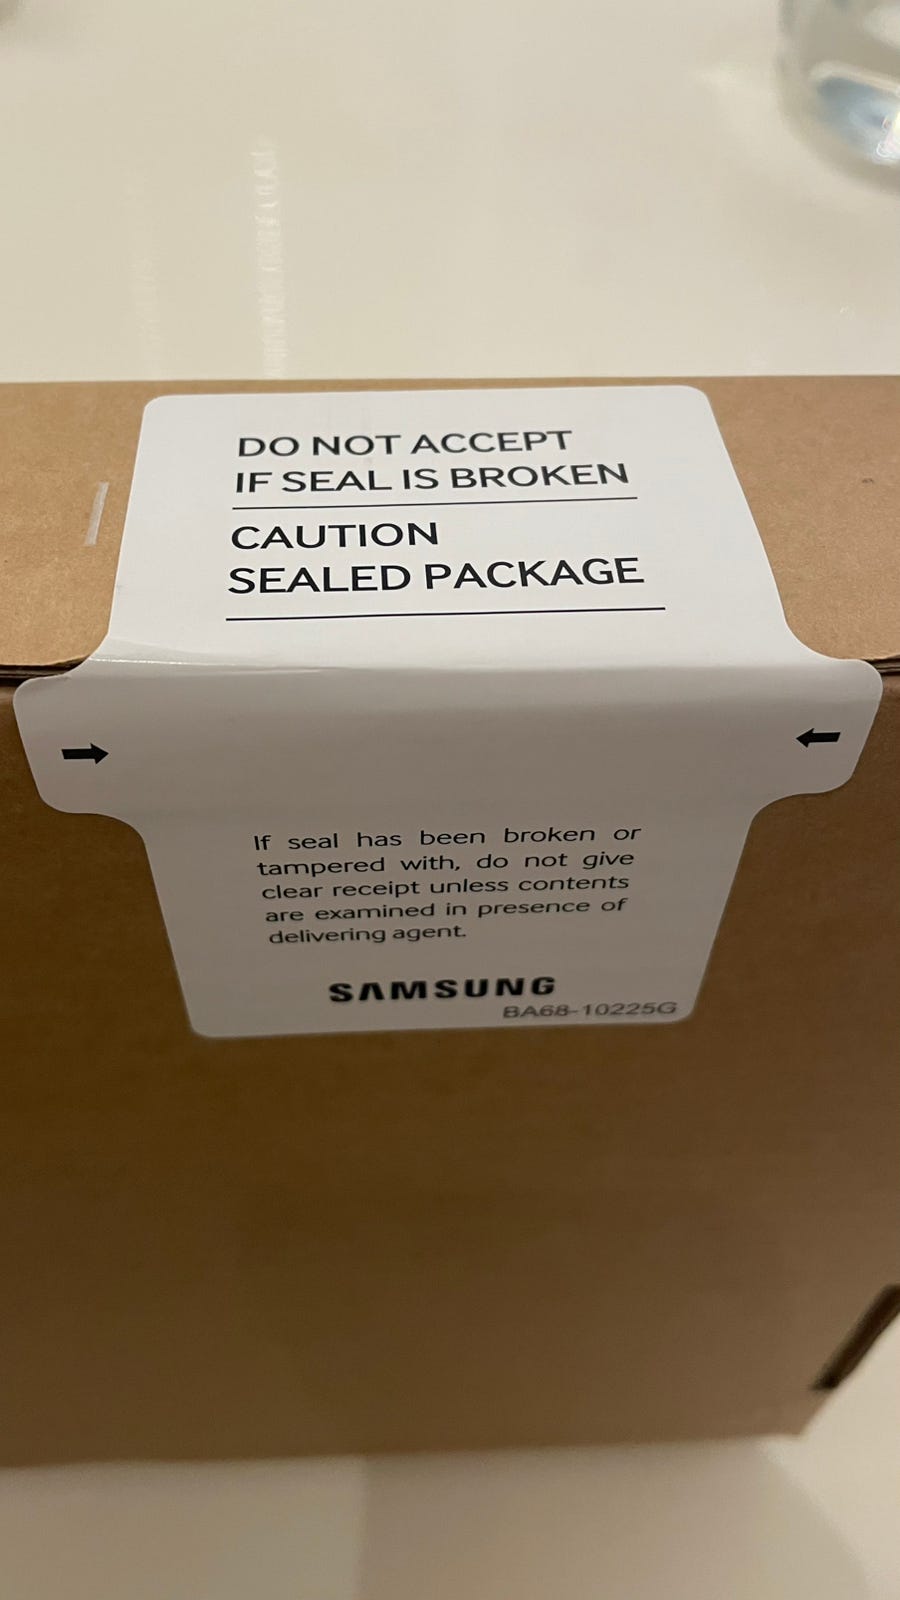 DO NOT ACCEPT
IF SEAL IS BROKEN
CAUTION
SEALED PACKAGE
If seal has been broken or
tampered with, do not give
clear receipt unless contents
are examined in presence of
delivering agent.
SAMSUNG
BA68-10225G